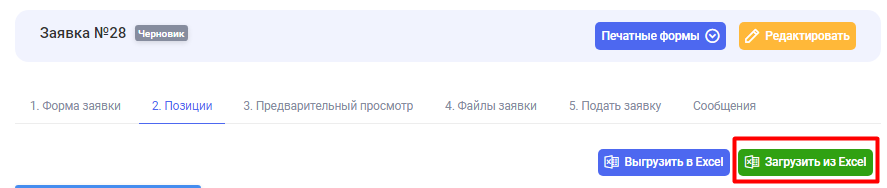 Заявка №28 Черновик Печатные формы Редактировать
1. Форма заявки 2. Позиции 3. Предварительный просмотр 4. Файлы заявки 5. Подать заявку Сообщения
Выгрузить в Excel Загрузить из Excel